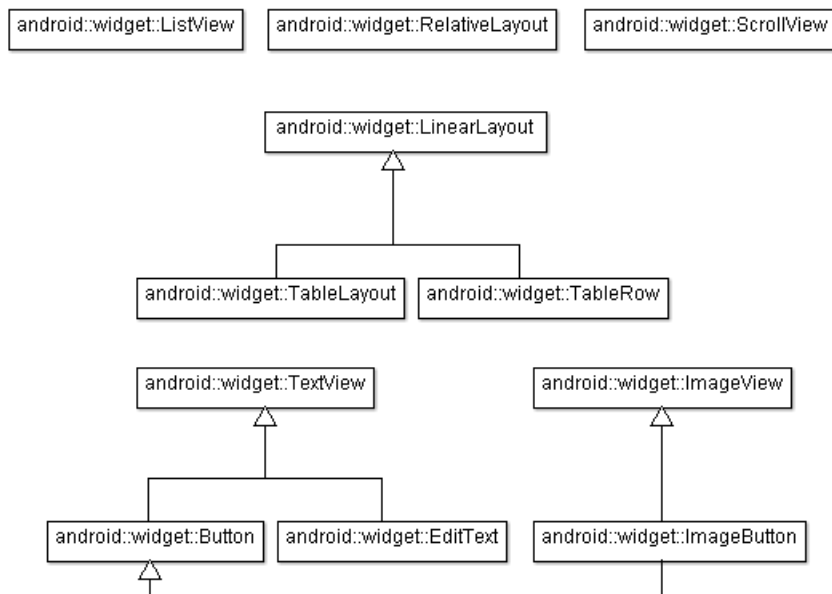 android::widget::ListView
android::widget::RelativeLayout
android::widget::ScrollView
android::widget::LinearLayout
android::widget::TableLayout
android::widget::TableRow
android::widget::TextView
android::widget::ImageView
android::widget::Button
android::widget::EditText
android::widget::ImageButton